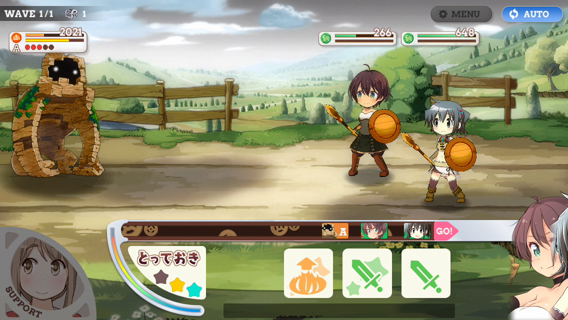 WAVE 1/1 1
MENU
AUTO
2021
A
266
648
A
GO!
とっておき
SUPPORT